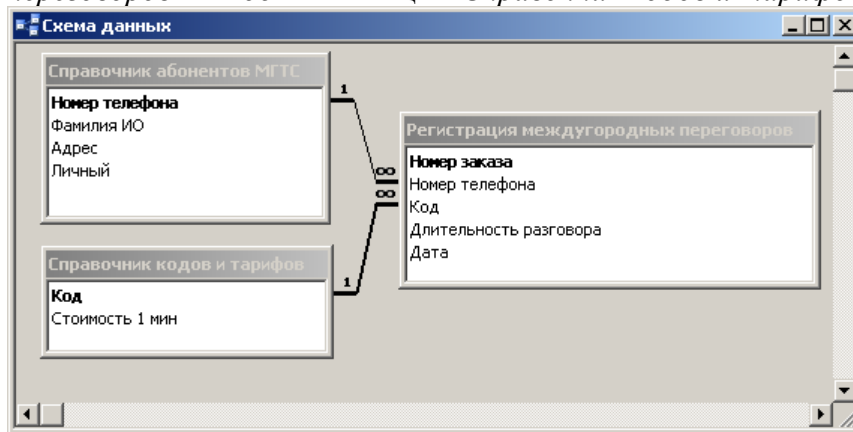 Схема данных
Справочник абонентов МГТС
Номер телефона
Фамилия ИО
Адрес
Личный
1
∞
∞
Регистрация междугородных переговоров
Номер заказа
Номер телефона
Код
Длительность разговора
Дата
Справочник кодов и тарифов
1
Код
Стоимость 1 мин